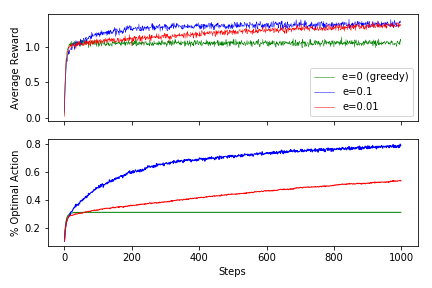 Average Reward
1.0
0.5
0.0
e=0 (greedy)
e=0.1
e=0.01
% Optimal Action
0.8
0.6
0.4
0.2
0 200 400 600 800 1000
Steps